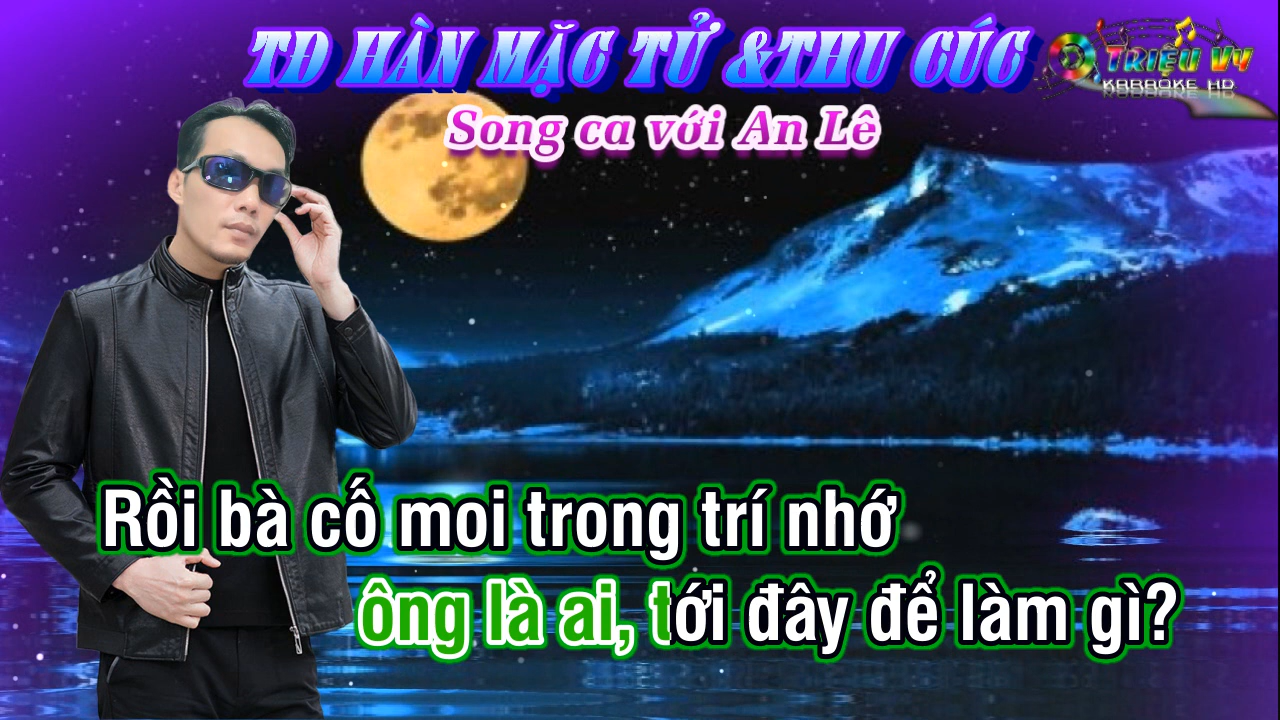 TĐ HÀN MẶC TỬ &THU CÚC
TRIỆU VY
KARAOKE HD
Song ca với An Lê
Rồi bà cố moi trong trí nhớ
ông là ai, tới đây để làm gì?